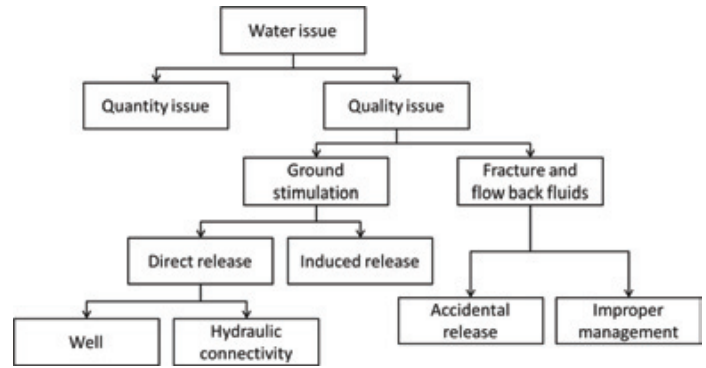 Water issue
Quantity issue
Quality issue
Ground
stimulation
Fracture and
flow back fluids
Direct release
Induced release
Accidental
release
Improper
management
Well
Hydraulic
connectivity